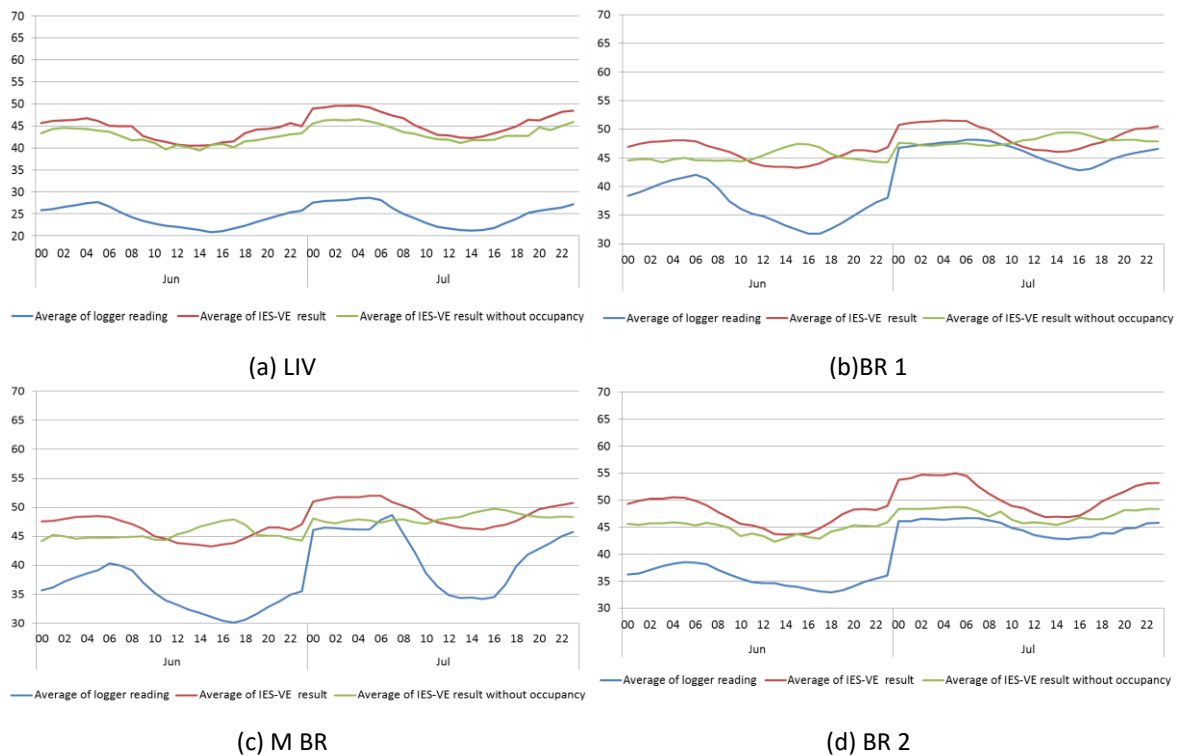 70
65
60
55
50
45
40
35
30
25
20
00 02 04 06 08 10 12 14 16 18 20 22 00 02 04 06 08 10 12 14 16 18 20 22
Jun Jul
Average of logger reading Average of IES-VE result Average of IES-VE result without occupancy
(a) LIV
70
65
60
55
50
45
40
35
30
00 02 04 06 08 10 12 14 16 18 20 22 00 02 04 06 08 10 12 14 16 18 20 22
Jun Jul
Average of logger reading Average of IES-VE result Average of IES-VE result without occupancy
(b)BR 1
70
65
60
55
50
45
40
35
30
00 02 04 06 08 10 12 14 16 18 20 22 00 02 04 06 08 10 12 14 16 18 20 22
Jun Jul
Average of logger reading Average of IES-VE result Average of IES-VE result without occupancy
(c) M BR
70
65
60
55
50
45
40
35
30
00 02 04 06 08 10 12 14 16 18 20 22 00 02 04 06 08 10 12 14 16 18 20 22
Jun Jul
Average of logger reading Average of IES-VE result Average of IES-VE result without occupancy
(d) BR 2